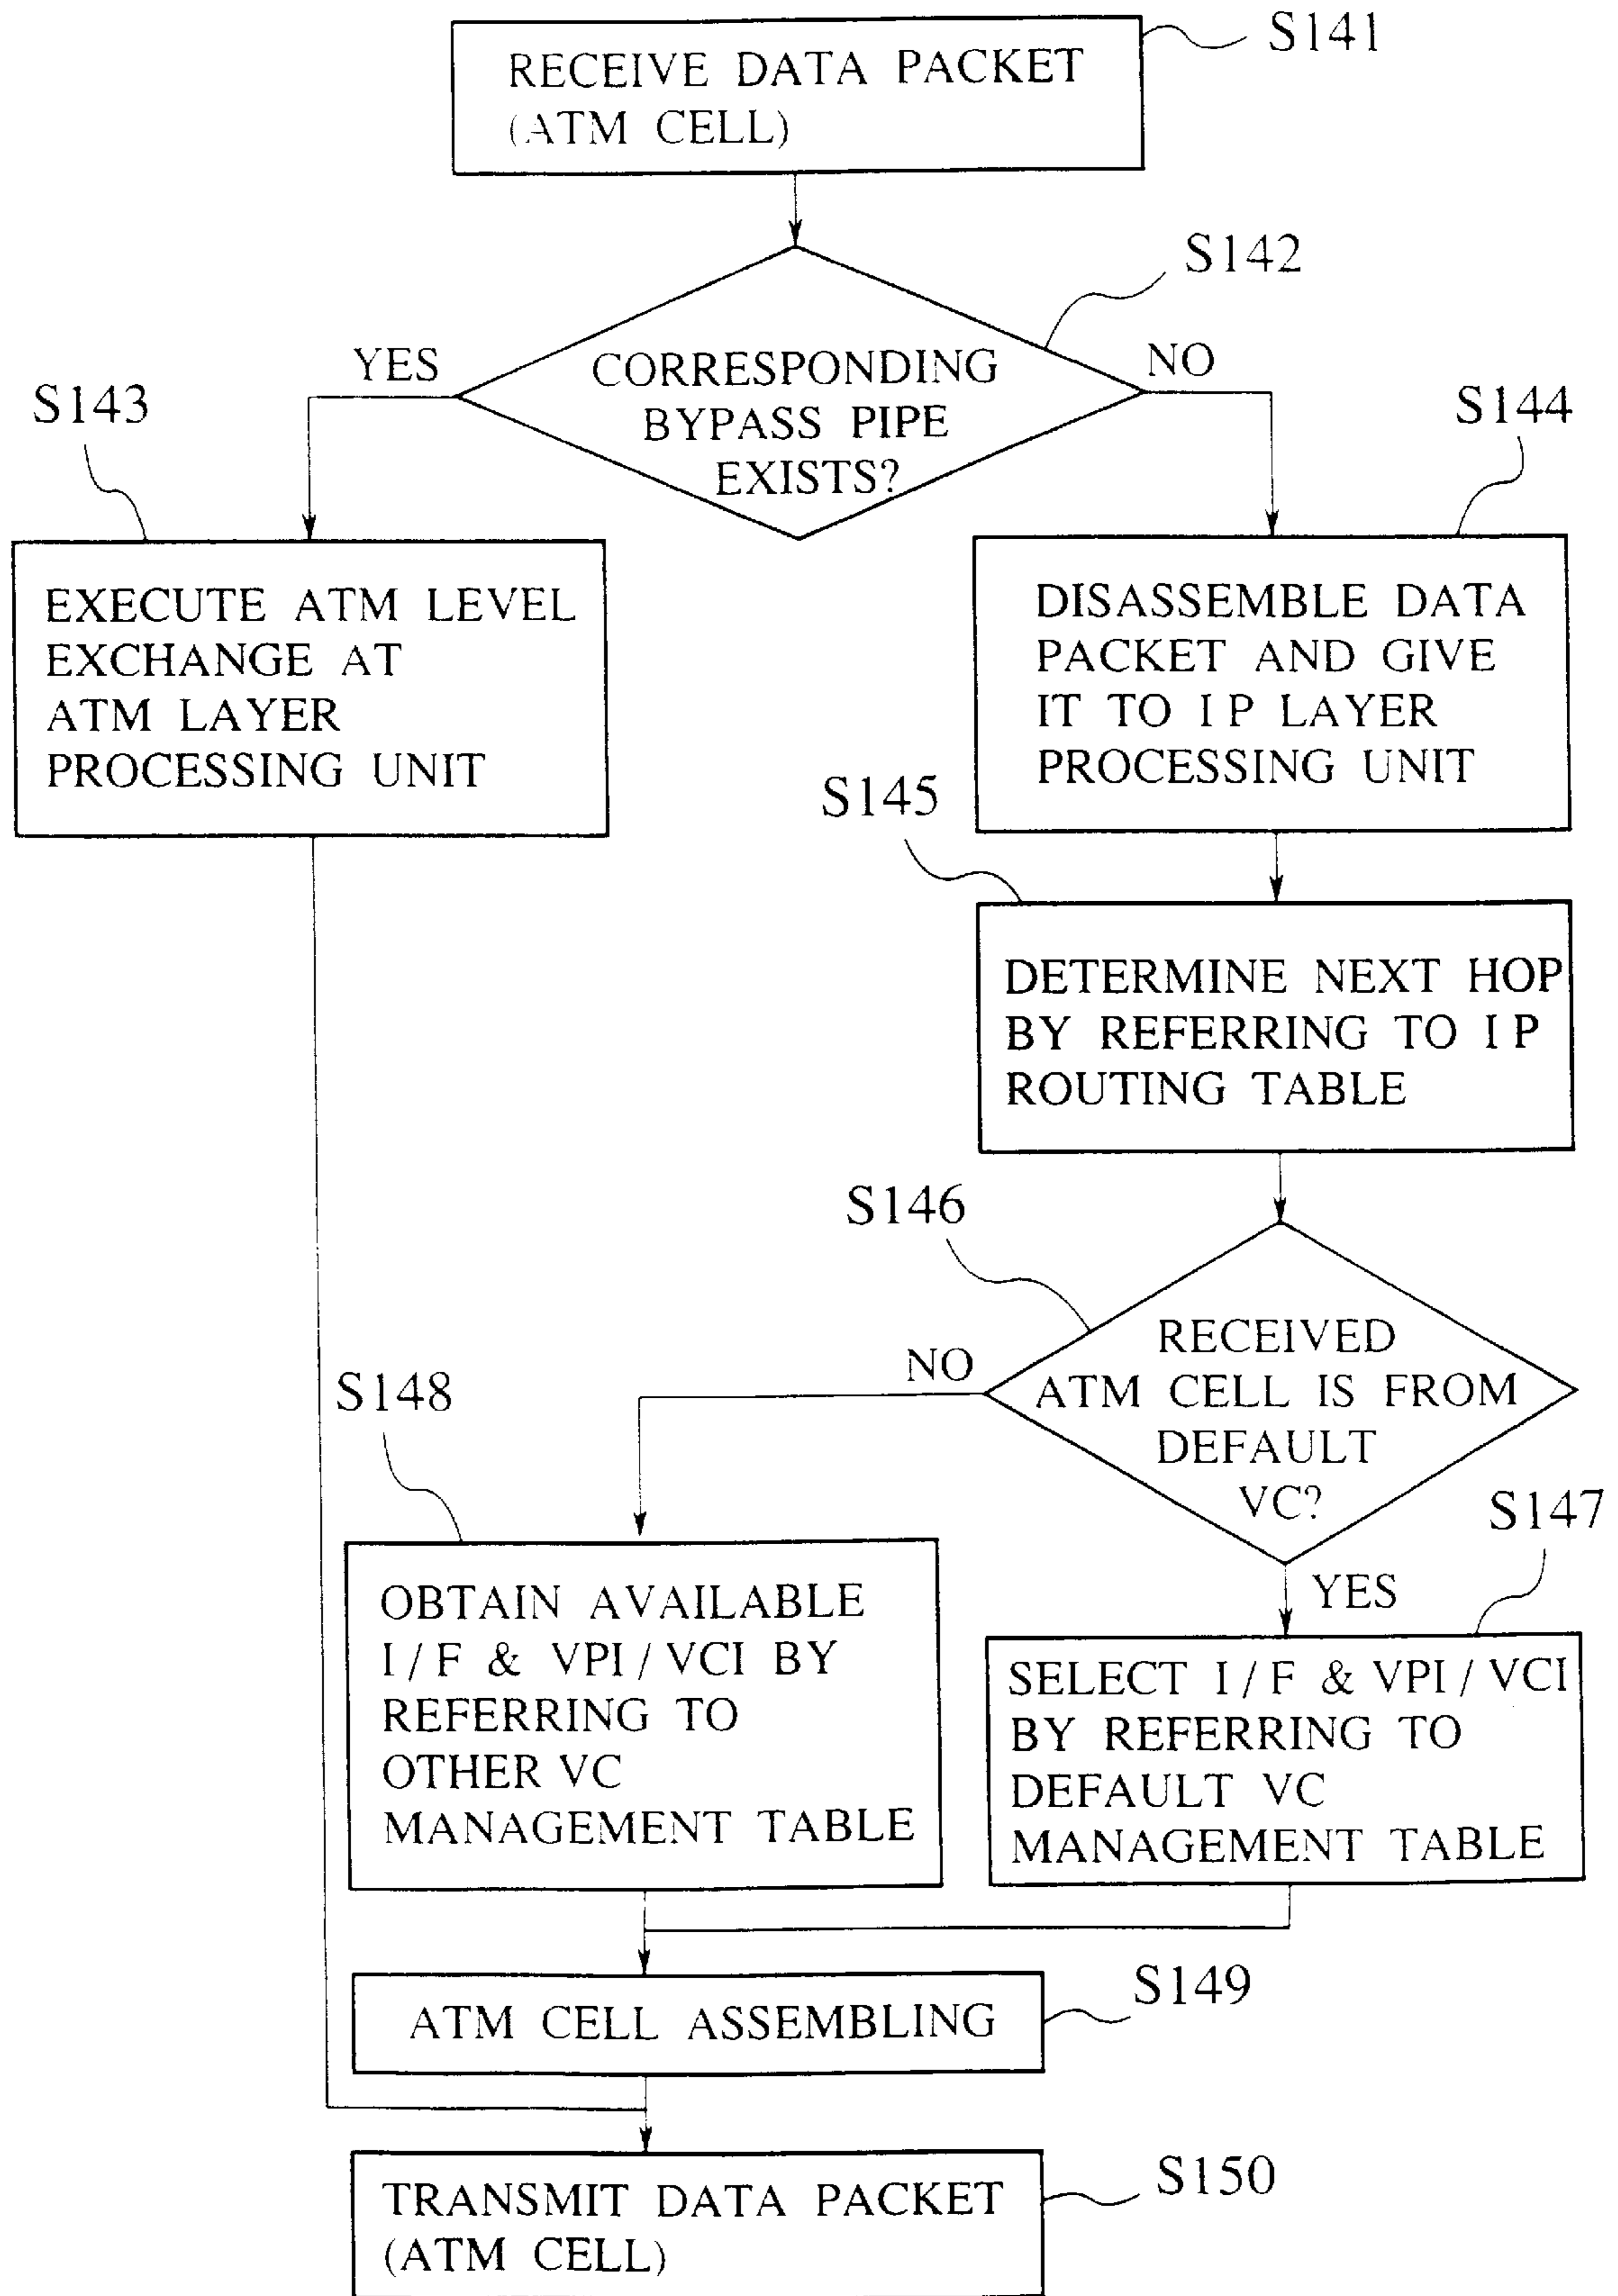 S141
RECEIVE DATA PACKET
(ATM CELL)
S142
CORRESPONDING
BYPASS PIPE
EXISTS?
YES
NO
S143
EXECUTE ATM LEVEL
EXCHANGE AT
ATM LAYER
PROCESSING UNIT
S144
DISASSEMBLE DATA
PACKET AND GIVE
IT TO IP LAYER
PROCESSING UNIT
S145
DETERMINE NEXT HOP
BY REFERRING TO IP
ROUTING TABLE
S146
RECEIVED
ATM CELL IS FROM
DEFAULT
VC?
NO
YES
S148
OBTAIN AVAILABLE
I/F & VPI/VCI BY
REFERRING TO
OTHER VC
MANAGEMENT TABLE
S147
SELECT I/F & VPI/VCI
BY REFERRING TO
DEFAULT VC
MANAGEMENT TABLE
S149
ATM CELL ASSEMBLING
S150
TRANSMIT DATA PACKET
(ATM CELL)